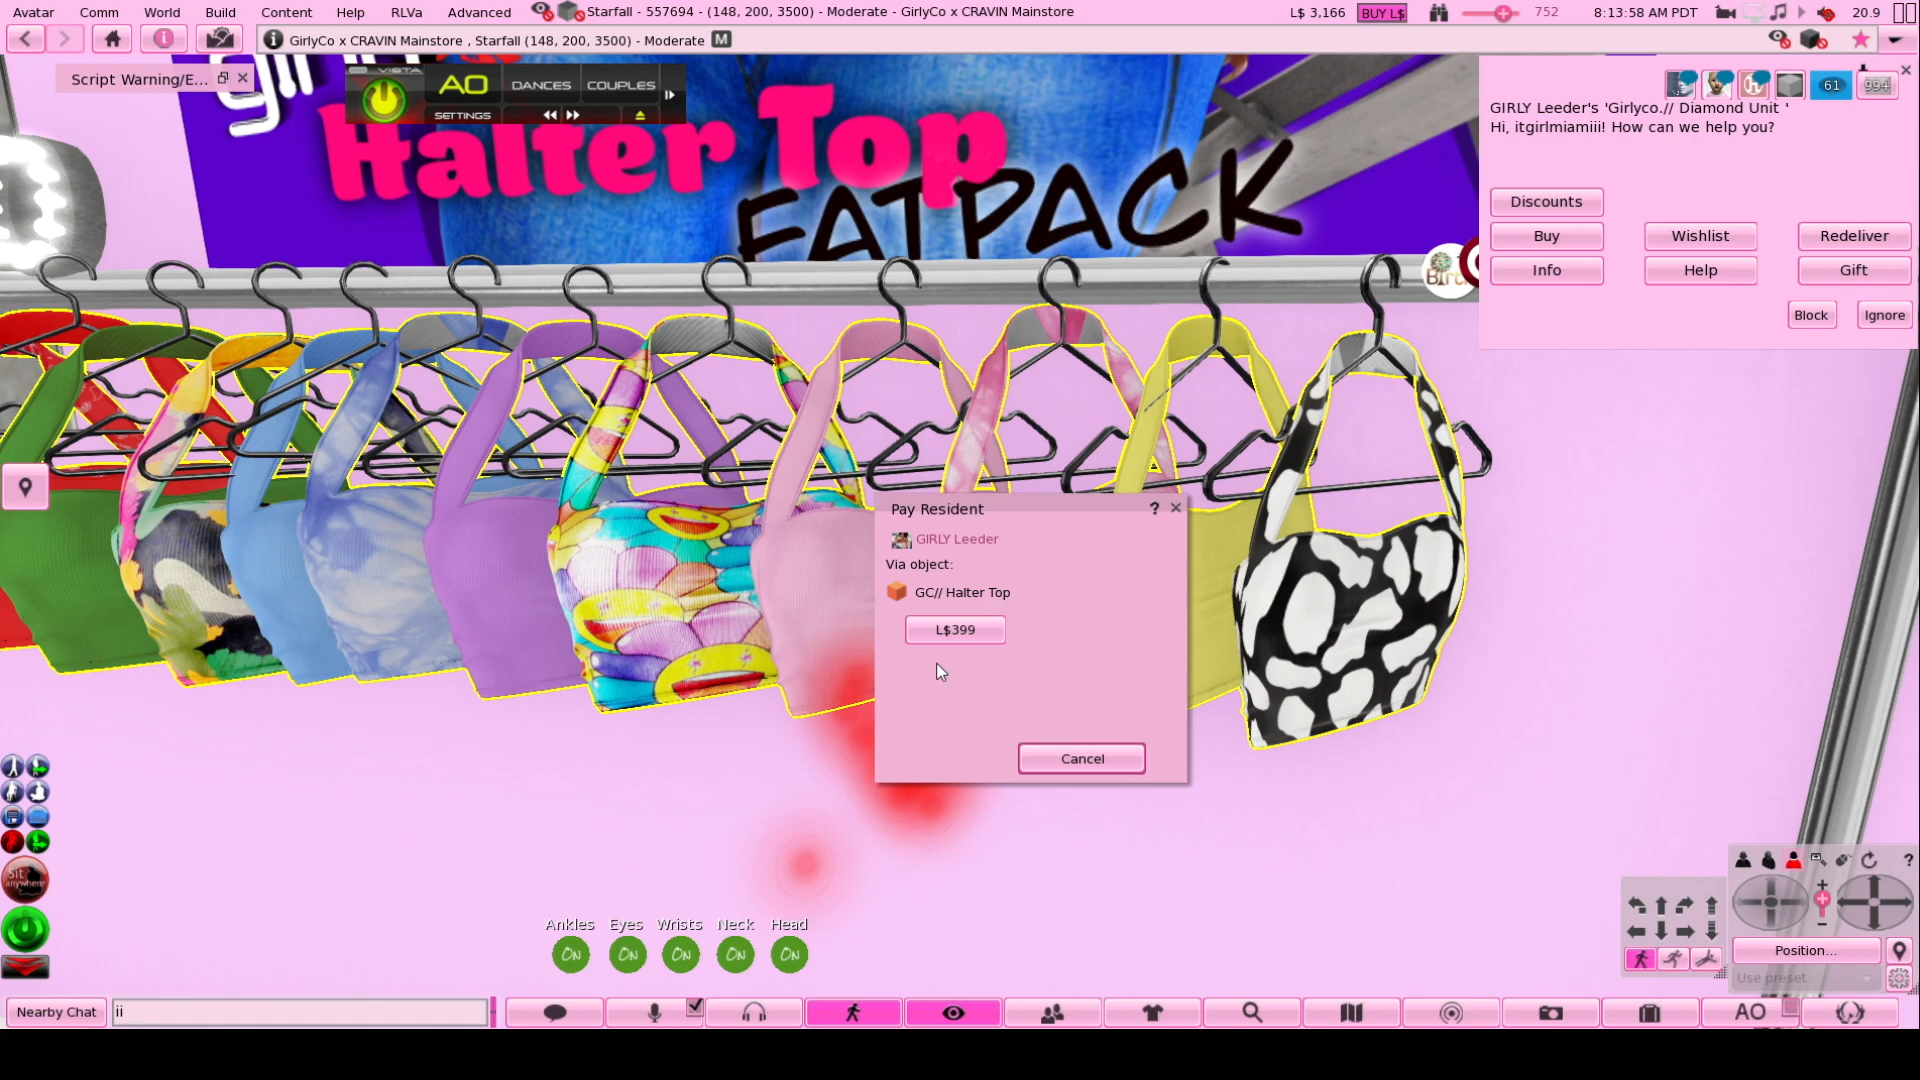 Avatar Comm World Build Content Help RLVa Advanced Starfall - 557694 - (148, 200, 3500) - Moderate - GirlyCo x CRAVIN Mainstore L$ 3,166 BUY L$ 752 8:13:58 AM PDT 20.9
GirlyCo x CRAVIN Mainstore , Starfall (148, 200, 3500) - Moderate M
Script Warning/E...
VISTA
AO DANCES COUPLES
SETTINGS
Halter Top
FATPACK
61 994
GIRLY Leeder's 'Girlyco.// Diamond Unit '
Hi, itgirlmiamiii! How can we help you?
Discounts
Buy Wishlist Redeliver
Info Help Gift
Block Ignore
Pay Resident ?
GIRLY Leeder
Via object:
GC// Halter Top
L$399
Cancel
Sit
anywhere
Ankles Eyes Wrists Neck Head
ON ON ON ON ON
?
Position...
Use preset
Nearby Chat ii AO